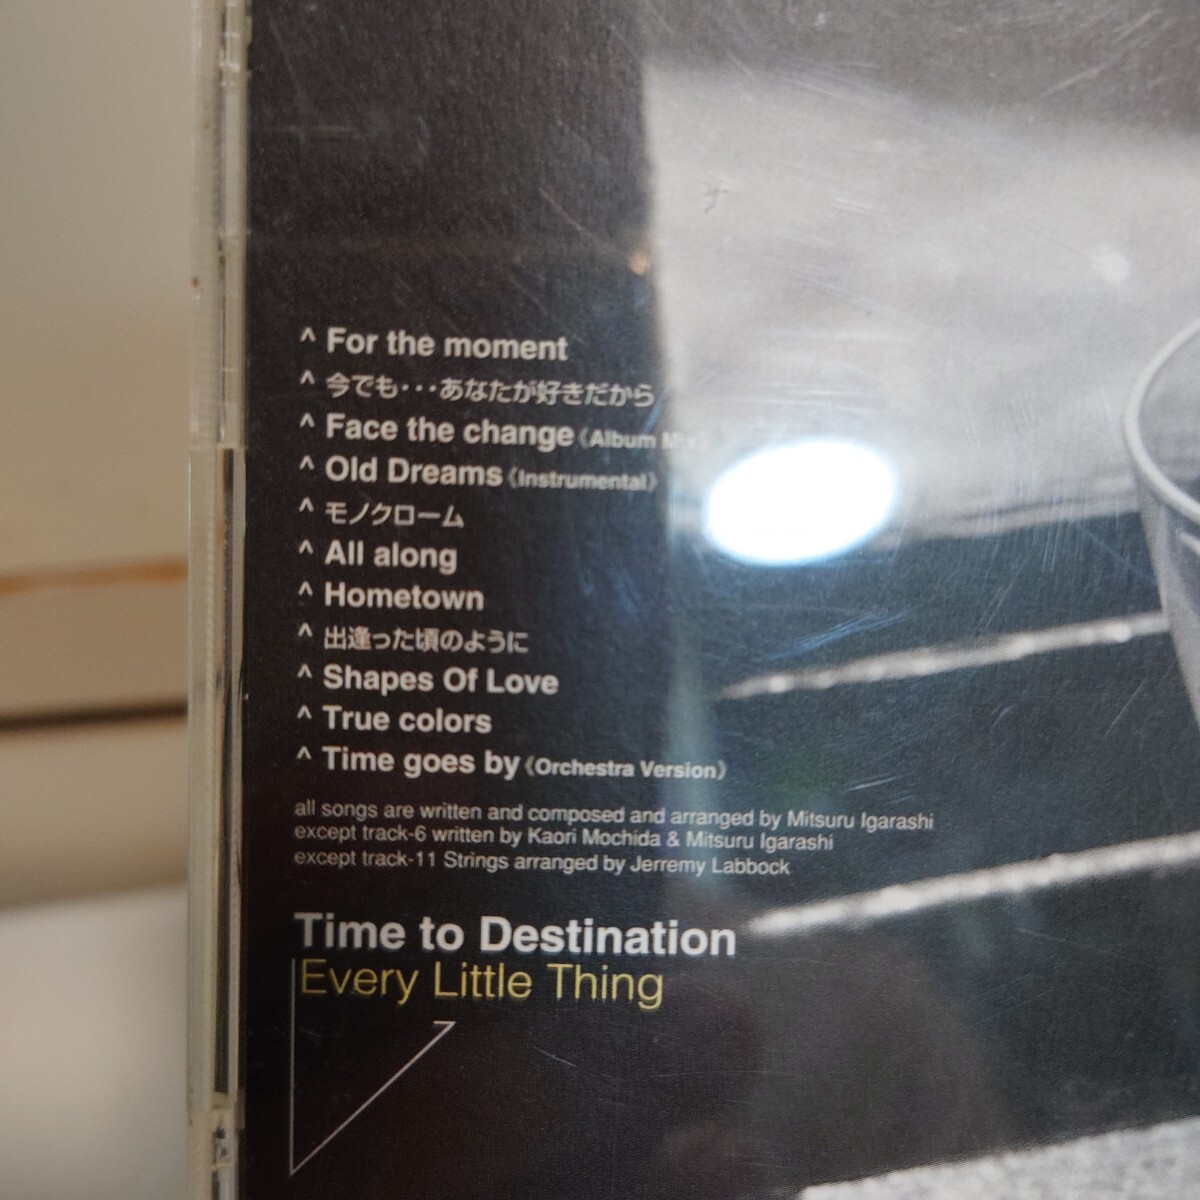 ^ For the moment
^ 今でも･･･あなたが好きだから
^ Face the change《Album Mix》
^ Old Dreams《Instrumental》
^ モノクローム
^ All along
^ Hometown
^ 出逢った頃のように
^ Shapes Of Love
^ True colors
^ Time goes by《Orchestra Version》
all songs are written and composed and arranged by Mitsuru Igarashi
except track-6 written by Kaori Mochida & Mitsuru Igarashi
except track-11 Strings arranged by Jerremy Labbock
Time to Destination
Every Little Thing